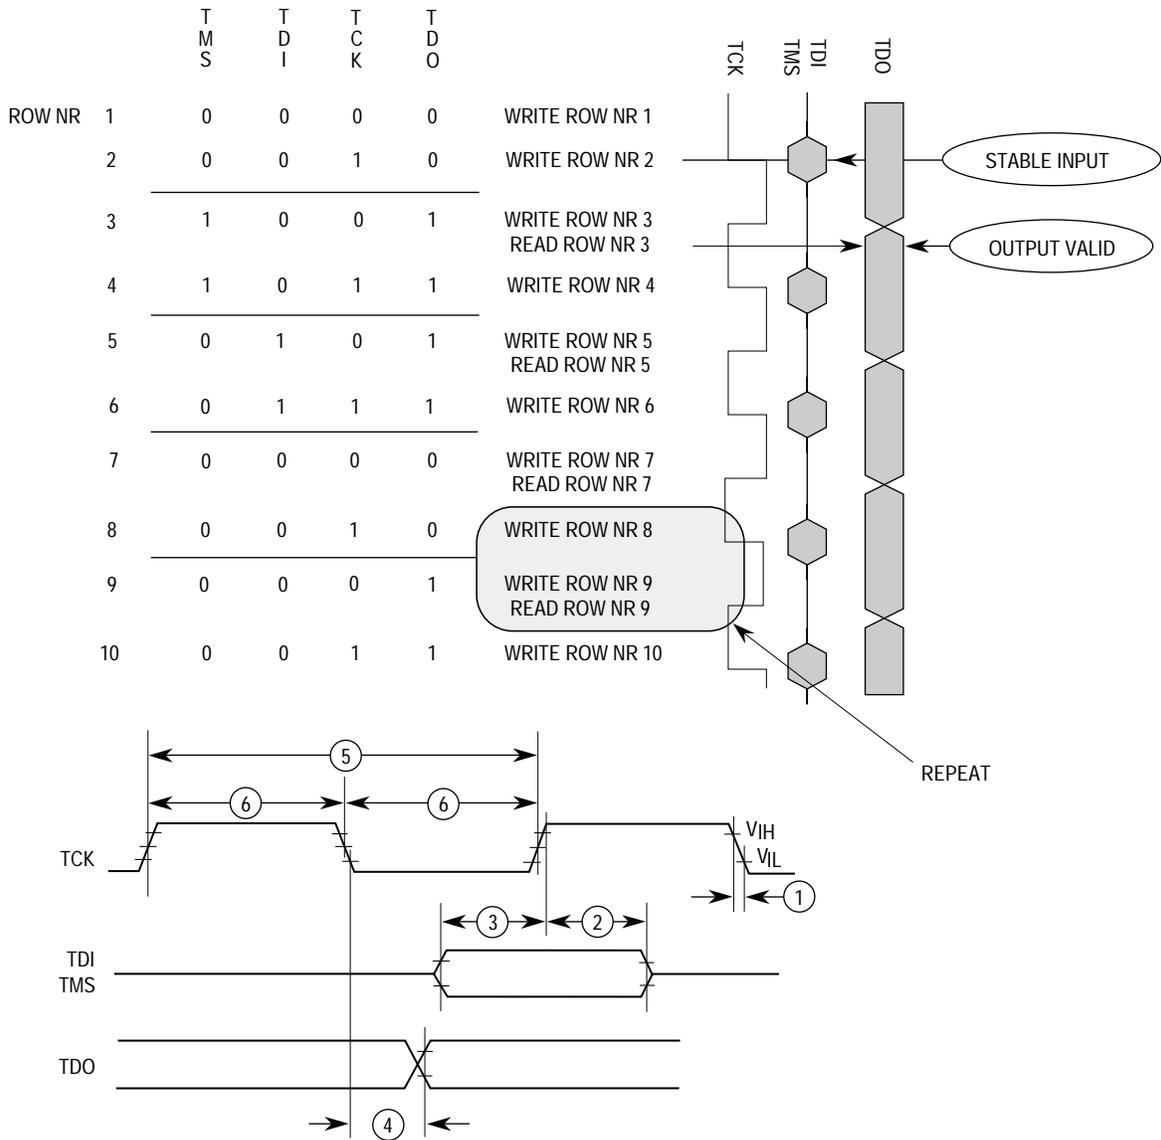 TMS TDI TCK TDO
TCK TMS TDI TDO
ROW NR 1 0 0 0 0 WRITE ROW NR 1
2 0 0 1 0 WRITE ROW NR 2 STABLE INPUT
3 1 0 0 1 WRITE ROW NR 3
READ ROW NR 3 OUTPUT VALID
4 1 0 1 1 WRITE ROW NR 4
5 0 1 0 1 WRITE ROW NR 5
READ ROW NR 5
6 0 1 1 1 WRITE ROW NR 6
7 0 0 0 0 WRITE ROW NR 7
READ ROW NR 7
8 0 0 1 0 WRITE ROW NR 8
9 0 0 0 1 WRITE ROW NR 9
READ ROW NR 9
10 0 0 1 1 WRITE ROW NR 10
REPEAT
5
6 6
VIH
TCK VIL
1
3 2
TDI
TMS
TDO
4